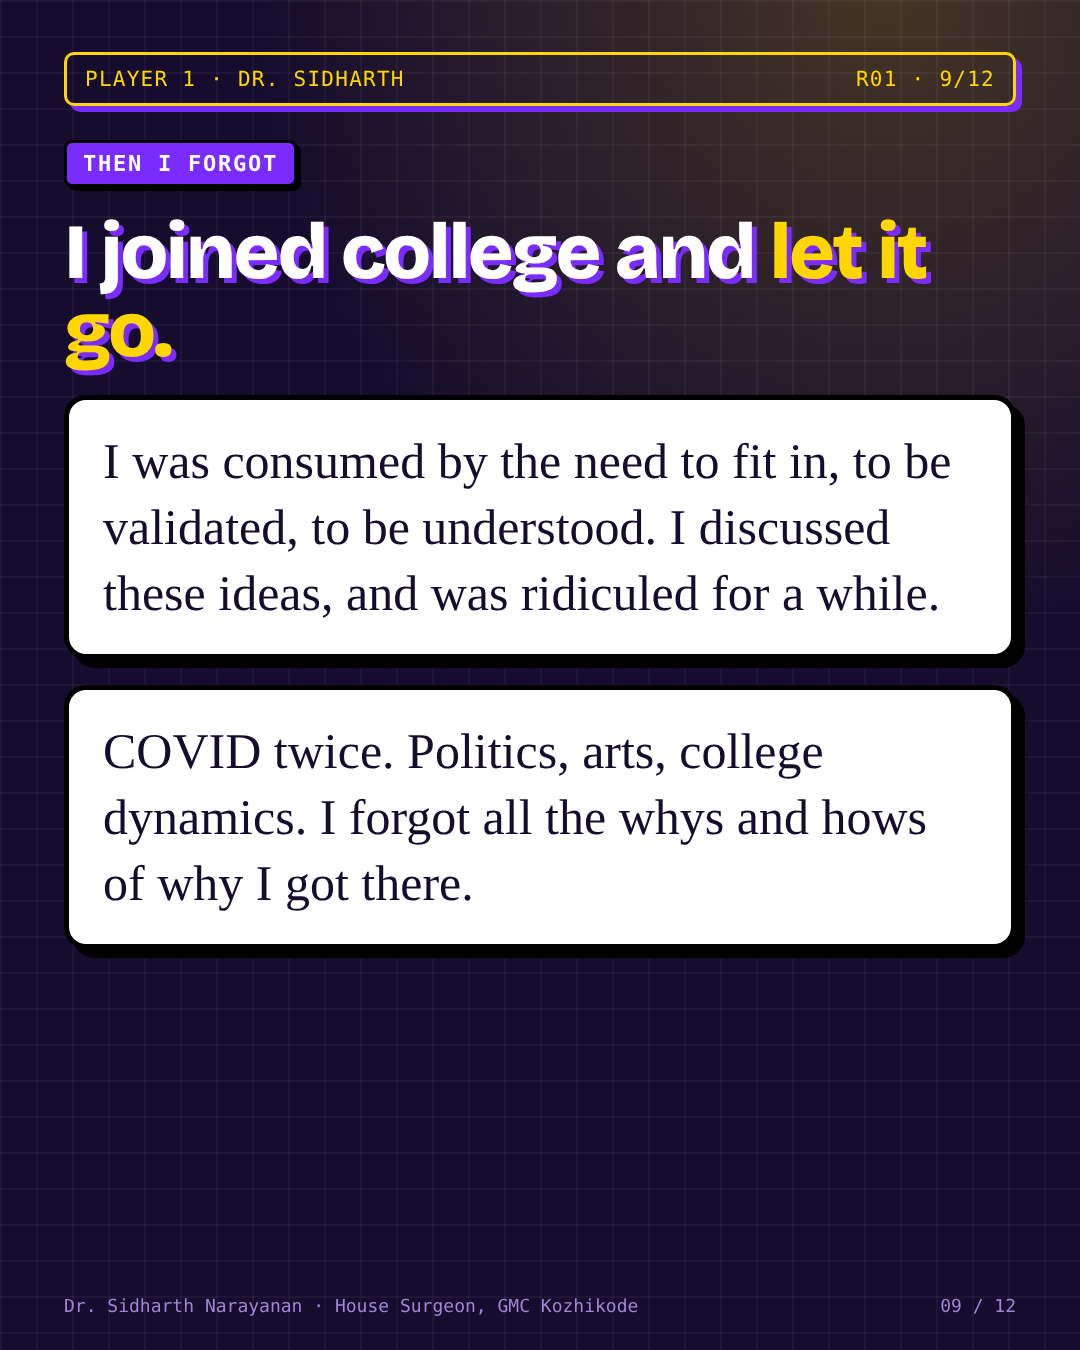 PLAYER 1 · DR. SIDHARTH R01 · 9/12
THEN I FORGOT
I joined college and let it
go.
I was consumed by the need to fit in, to be
validated, to be understood. I discussed
these ideas, and was ridiculed for a while.
COVID twice. Politics, arts, college
dynamics. I forgot all the whys and hows
of why I got there.
Dr. Sidharth Narayanan · House Surgeon, GMC Kozhikode 09 / 12